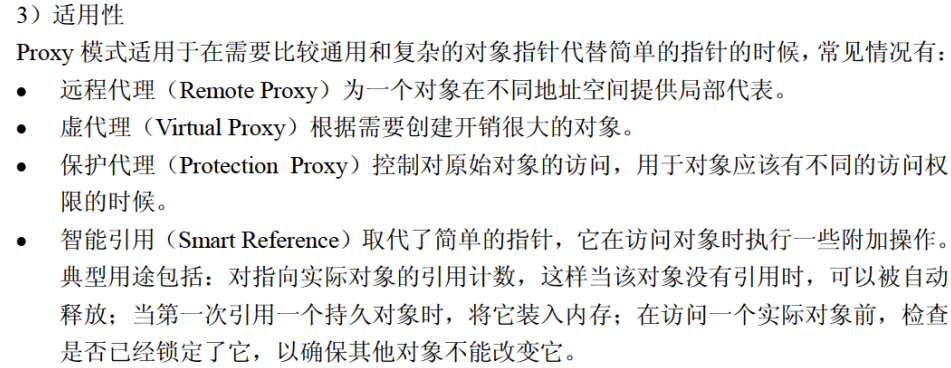 3）适用性
Proxy 模式适用于在需要比较通用和复杂的对象指针代替简单的指针的时候，常见情况有：
● 远程代理（Remote Proxy）为一个对象在不同地址空间提供局部代表。
● 虚代理（Virtual Proxy）根据需要创建开销很大的对象。
● 保护代理（Protection Proxy）控制对原始对象的访问，用于对象应该有不同的访问权
限的时候。
● 智能引用（Smart Reference）取代了简单的指针，它在访问对象时执行一些附加操作。
典型用途包括：对指向实际对象的引用计数，这样当该对象没有引用时，可以被自动
释放；当第一次引用一个持久对象时，将它装入内存；在访问一个实际对象前，检查
是否已经锁定了它，以确保其他对象不能改变它。